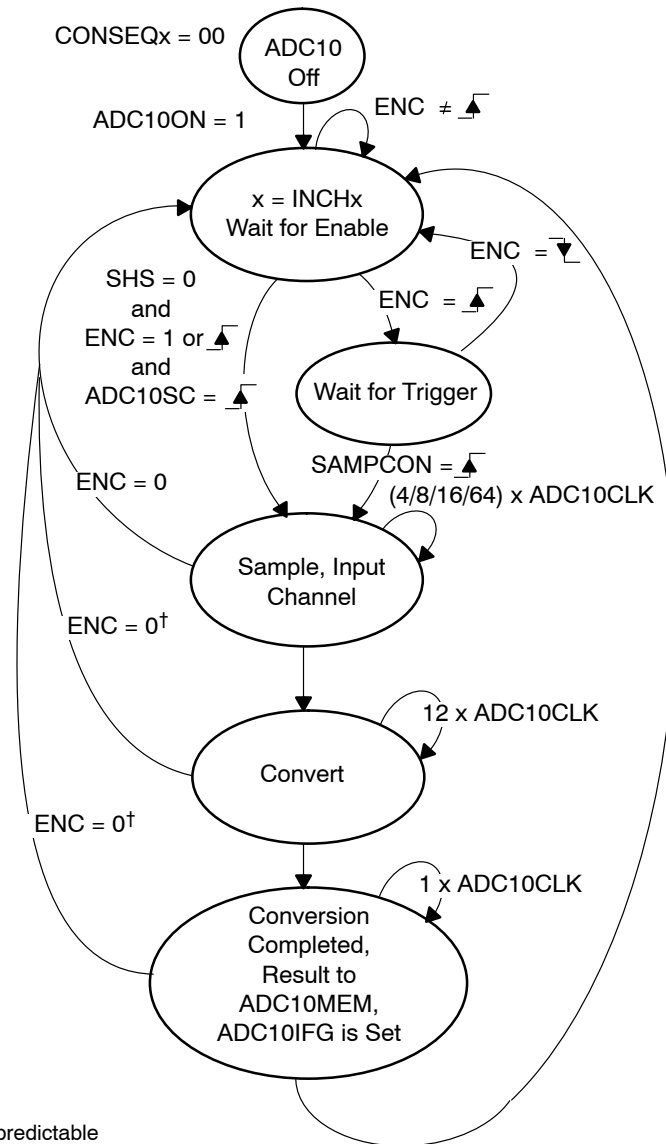 CONSEQx = 00
ADC10
Off
ADC10ON = 1
ENC ≠
x = INCHx
Wait for Enable
ENC =
SHS = 0
and
ENC = 1 or
and
ADC10SC =
ENC =
Wait for Trigger
SAMPCON =
(4/8/16/64) x ADC10CLK
ENC = 0
Sample, Input
Channel
ENC = 0†
12 x ADC10CLK
Convert
ENC = 0†
1 x ADC10CLK
Conversion
Completed,
Result to
ADC10MEM,
ADC10IFG is Set